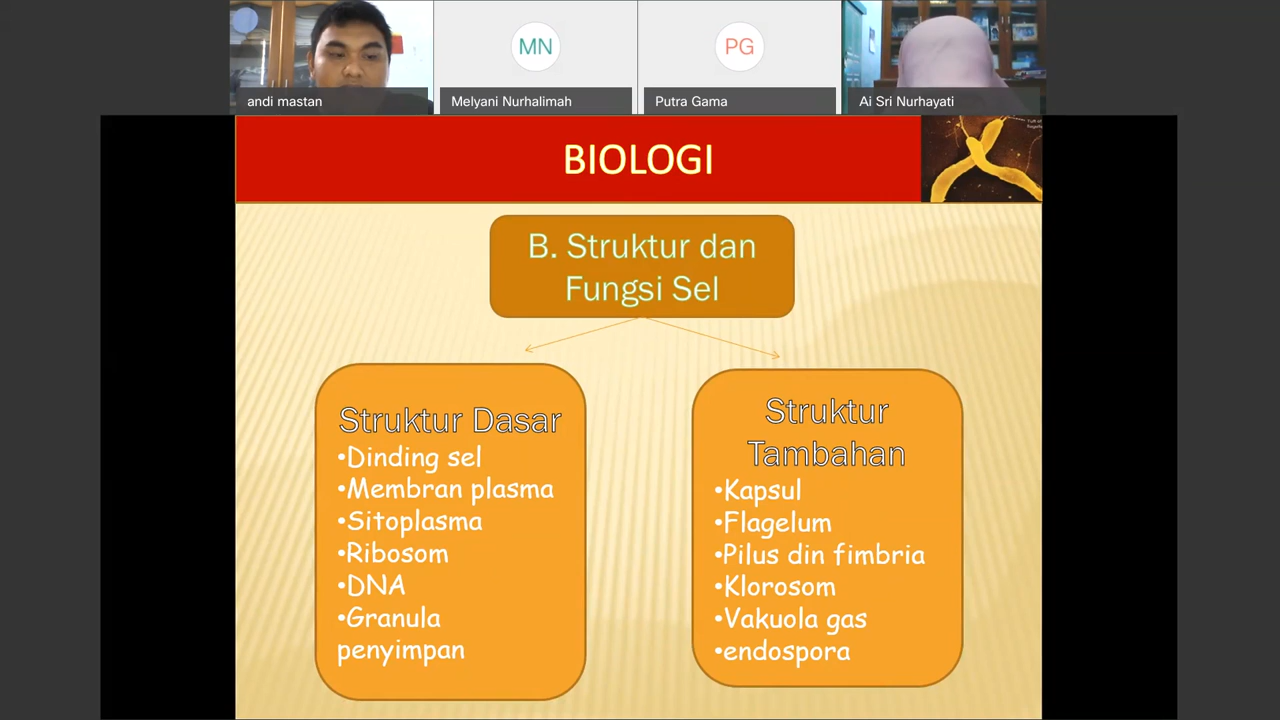 MN
PG
andi mastan
Melyani Nurhalimah
Putra Gama
Ai Sri Nurhayati
BIOLOGI
B. Struktur dan
Fungsi Sel
Struktur Dasar
•Dinding sel
•Membran plasma
•Sitoplasma
•Ribosom
•DNA
•Granula
penyimpan
Struktur
Tambahan
•Kapsul
•Flagelum
•Pilus din fimbria
•Klorosom
•Vakuola gas
•endospora